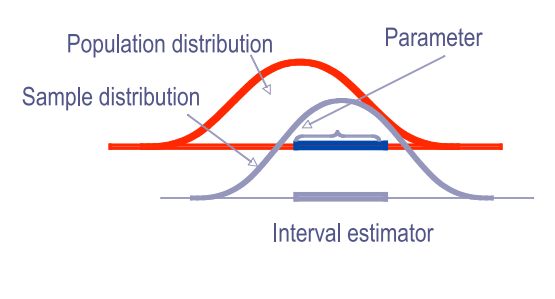 Population distribution
Parameter
Sample distribution
Interval estimator